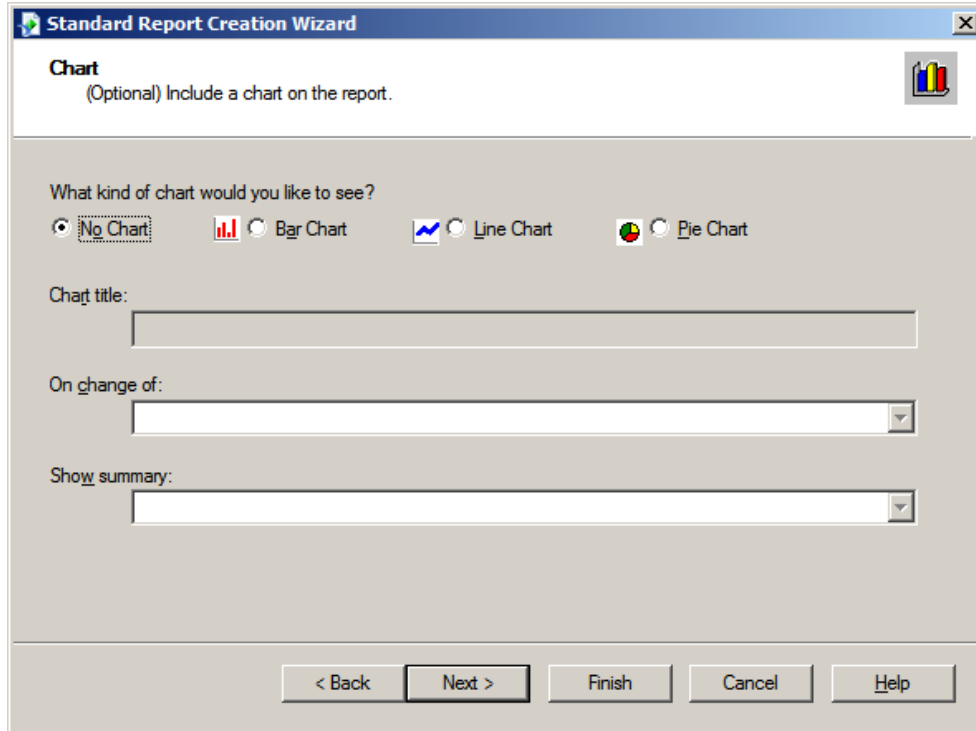 Standard Report Creation Wizard
Chart
(Optional) Include a chart on the report.
What kind of chart would you like to see?
No Chart Bar Chart Line Chart Pie Chart
Chart title:
On change of:
Show summary:
< Back Next > Finish Cancel Help